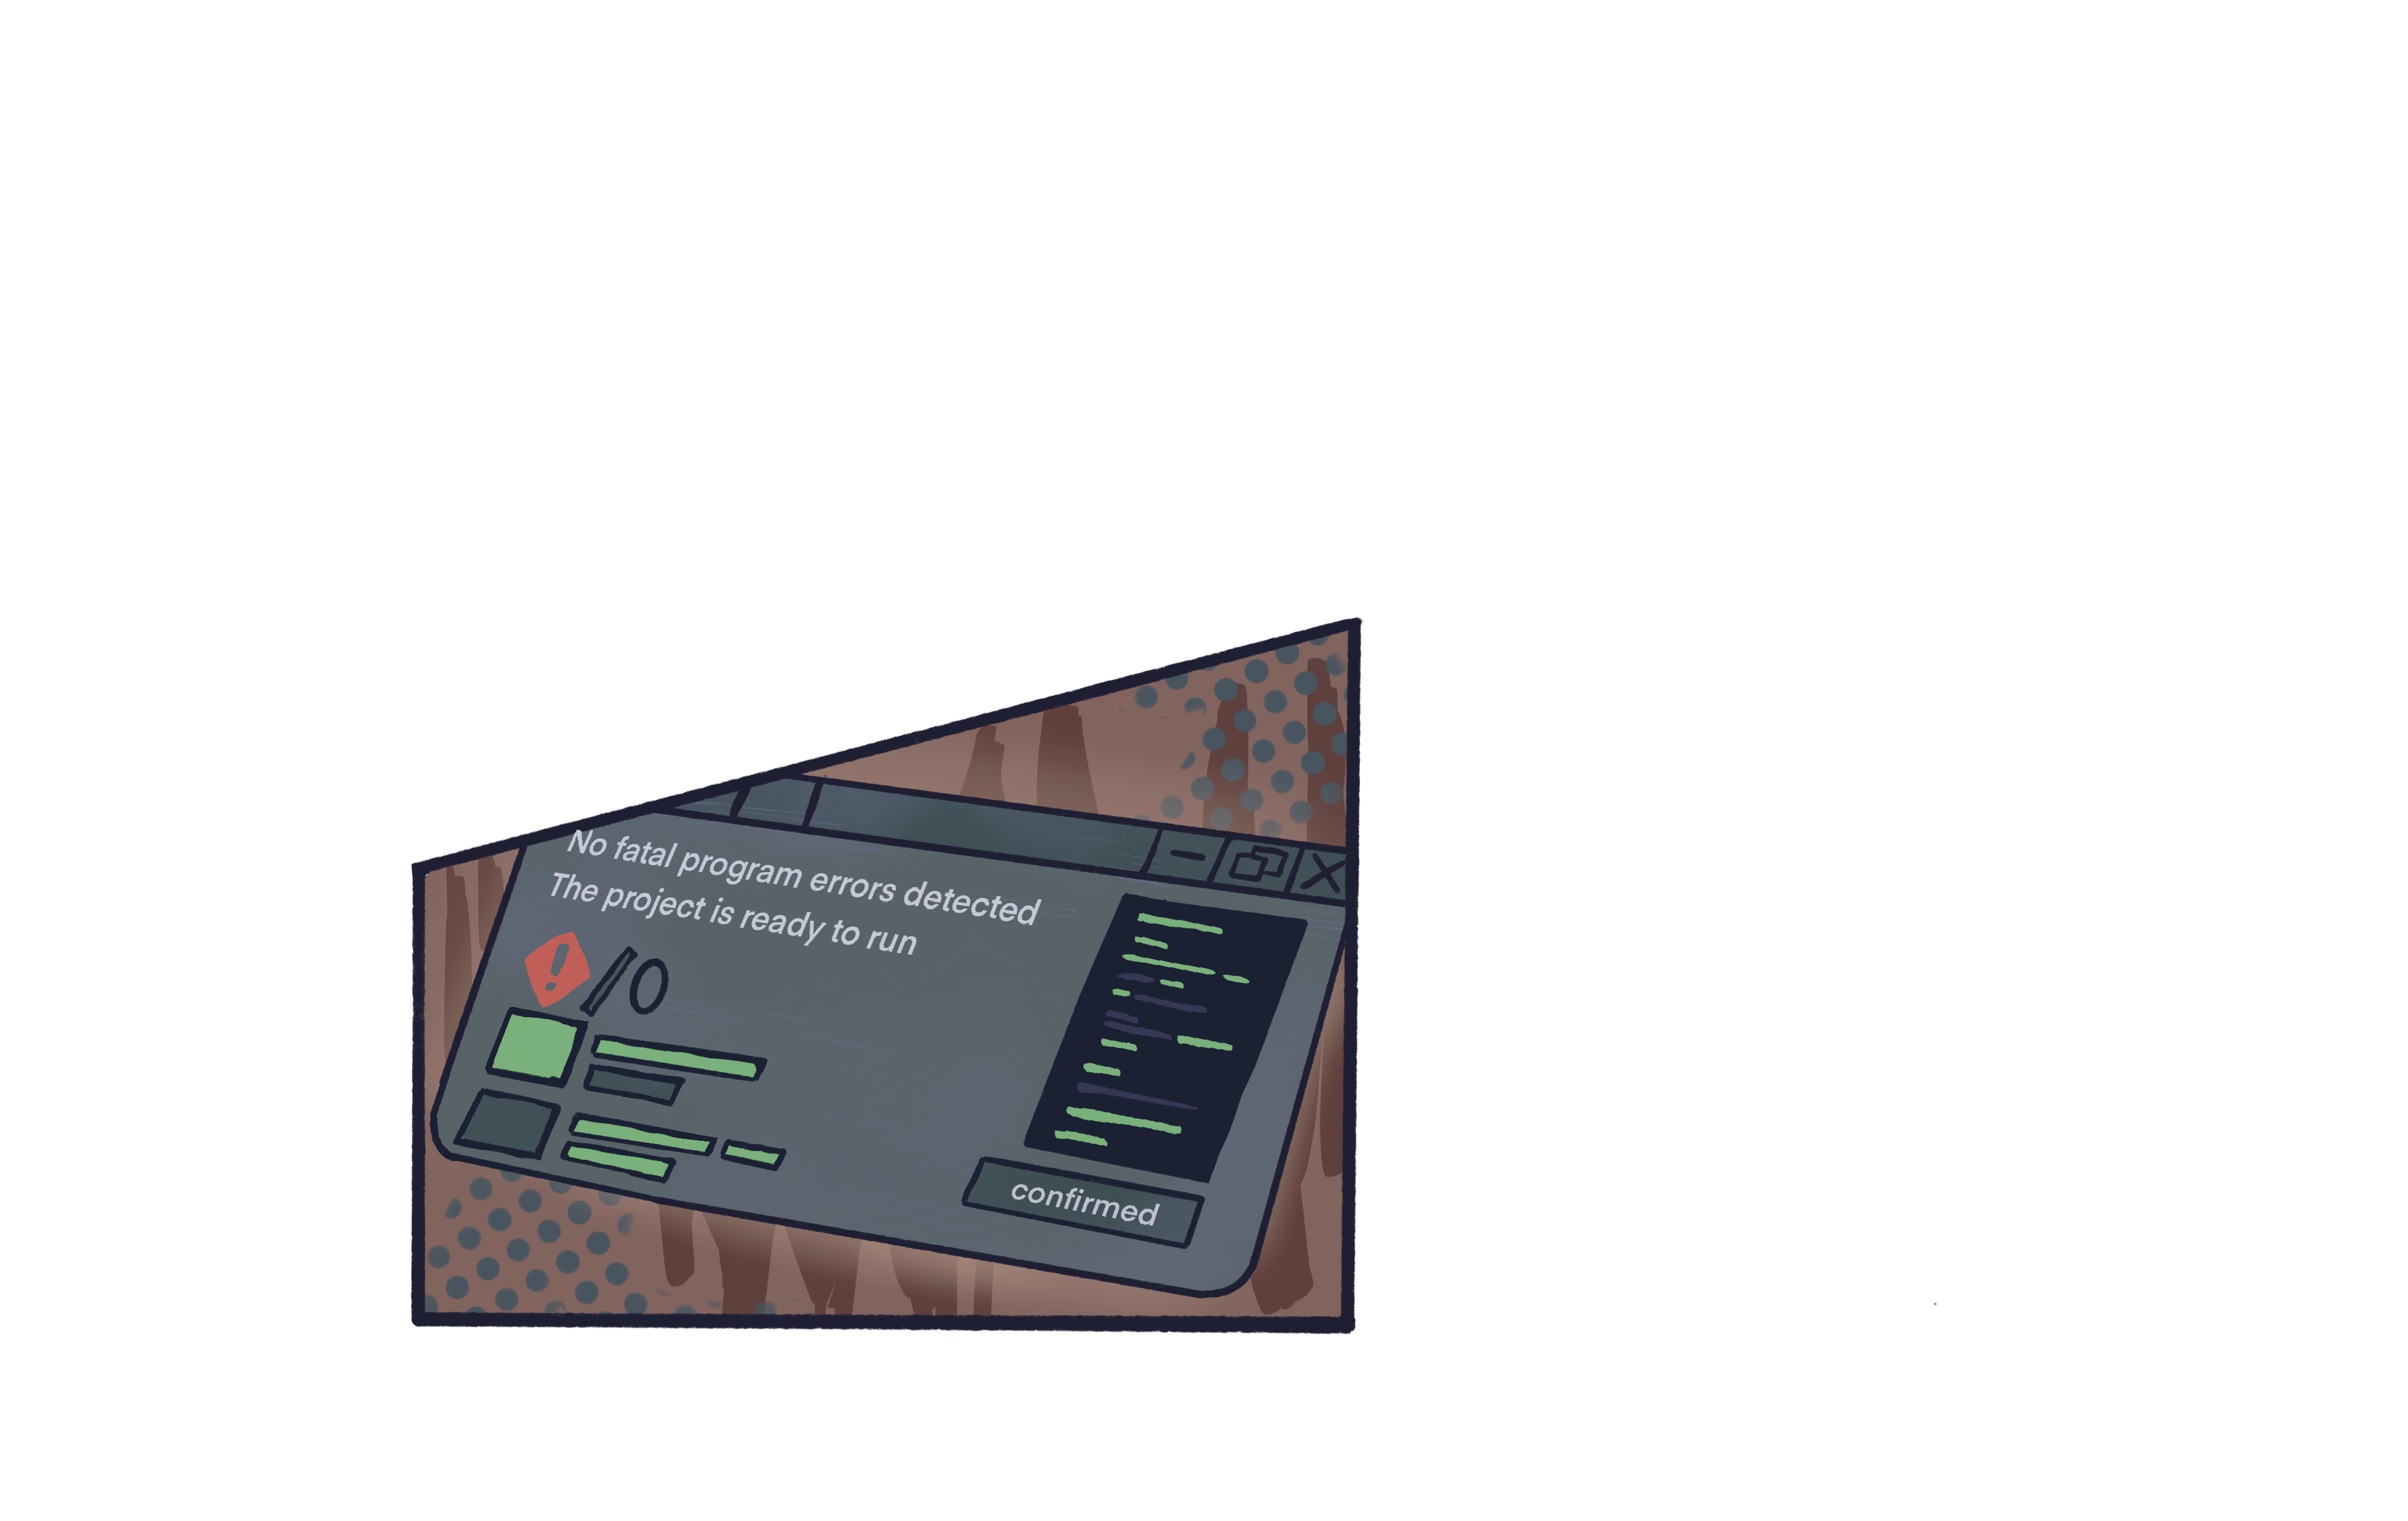 No fatal program errors detected
The project is ready to run
! /0
confirmed